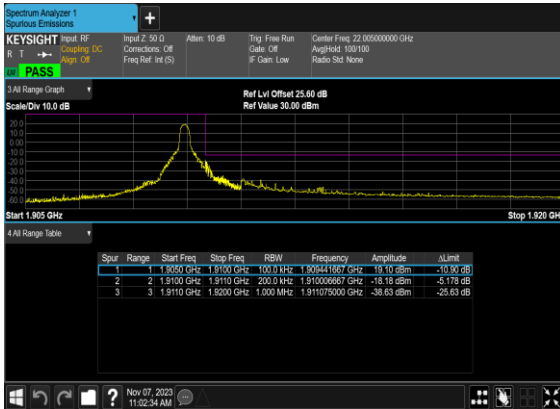 Spectrum Analyzer 1
Spurious Emissions
KEYSIGHT Input: RF Input Z: 50 Ω Atten: 10 dB Trig: Free Run Center Freq: 22.005000000 GHz
R T Coupling: DC Corrections: Off Gate: Off Avg|Hold: 100/100
Align: Off Freq Ref: Int (S) IF Gain: Low Radio Std: None
PASS
3 All Range Graph
Ref Lvl Offset 25.60 dB
Scale/Div 10.0 dB Ref Value 30.00 dBm
20.0
10.0
0.00
-10.0
-20.0
-30.0
-40.0
-50.0
-60.0
Start 1.905 GHz Stop 1.920 GH
4 All Range Table
Spur Range Start Freq Stop Freq RBW Frequency Amplitude ΔLimit
1 1 1.9050 GHz 1.9100 GHz 100.0 kHz 1.909441667 GHz 19.10 dBm -10.90 dB
2 2 1.9100 GHz 1.9110 GHz 200.0 kHz 1.910006667 GHz -18.18 dBm -5.178 dB
3 3 1.9110 GHz 1.9200 GHz 1.000 MHz 1.911075000 GHz -38.63 dBm -25.63 dB
Nov 07, 2023
11:02:34 AM